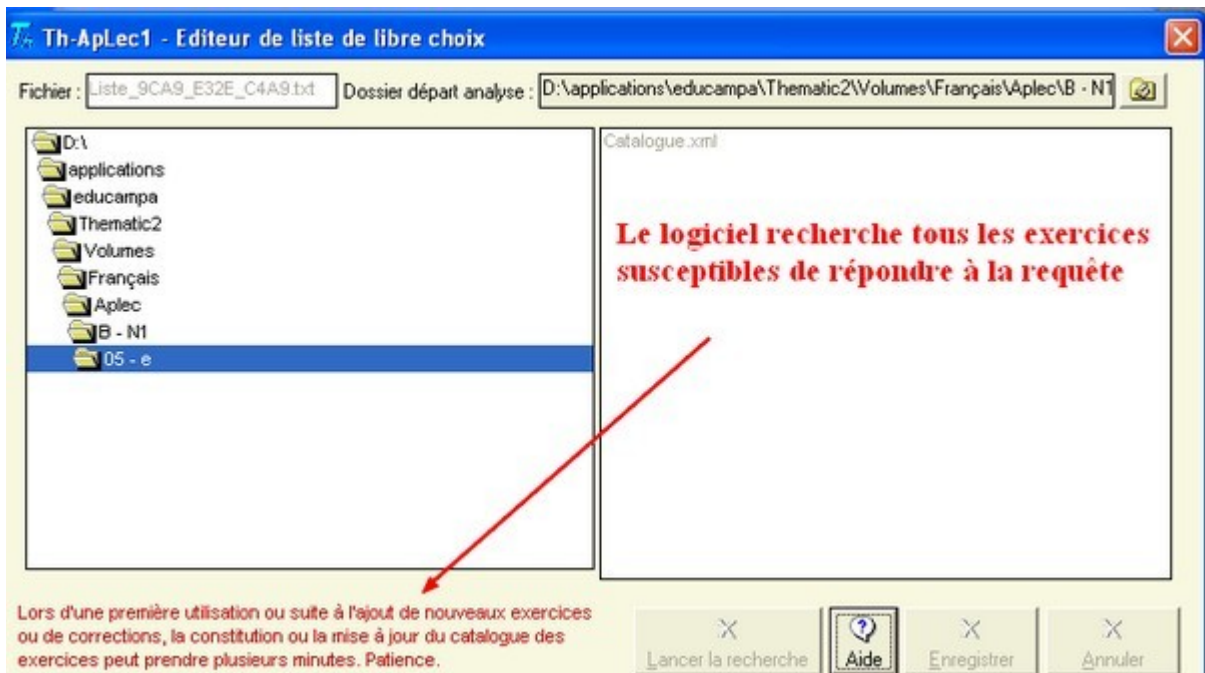 Th-ApLec1 - Editeur de liste de libre choix
Fichier : Liste_9CA9_E32E_C4A9.txt Dossier départ analyse : D:\applications\educampa\Thematic2\Volumes\Français\Aplec\B - N1
D:\
applications
educampa
Thematic2
Volumes
Français
Aplec
B - N1
05 - e
Catalogue.xml
Le logiciel recherche tous les exercices
susceptibles de répondre à la requête
Lors d'une première utilisation ou suite à l'ajout de nouveaux exercices
ou de corrections, la constitution ou la mise à jour du catalogue des
exercices peut prendre plusieurs minutes. Patience.
Lancer la recherche Aide Enregistrer Annuler